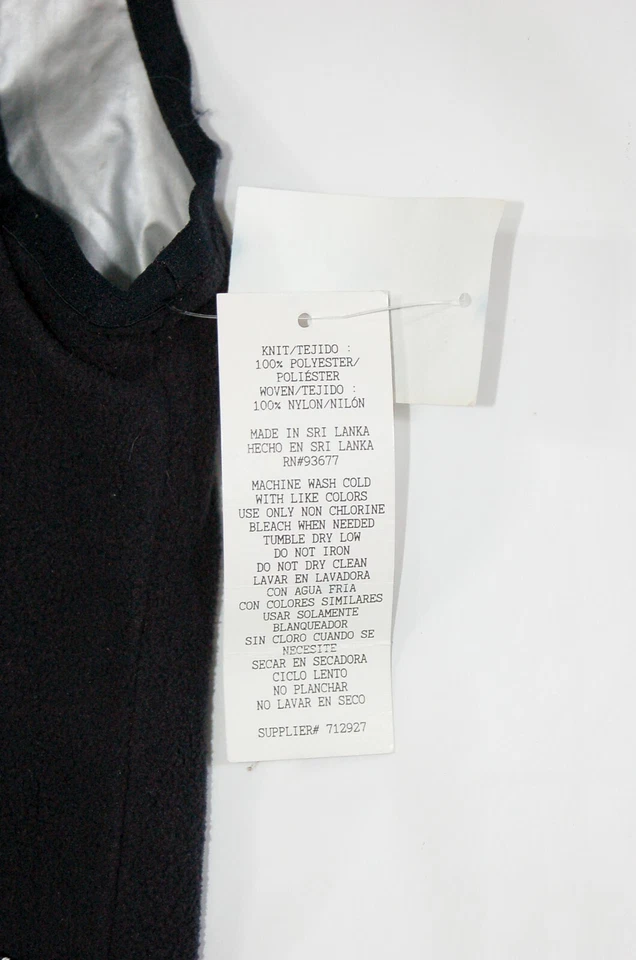 KNIT/TEJIDO :
100% POLYESTER/
POLIÉSTER
WOVEN/TEJIDO :
100% NYLON/NILÓN
MADE IN SRI LANKA
HECHO EN SRI LANKA
RN#93677
MACHINE WASH COLD
WITH LIKE COLORS
USE ONLY NON CHLORINE
BLEACH WHEN NEEDED
TUMBLE DRY LOW
DO NOT IRON
DO NOT DRY CLEAN
LAVAR EN LAVADORA
CON AGUA FRIA
CON COLORES SIMILARES
USAR SOLAMENTE
BLANQUEADOR
SIN CLORO CUANDO SE
NECESITE
SECAR EN SECADORA
CICLO LENTO
NO PLANCHAR
NO LAVAR EN SECO
SUPPLIER# 712927